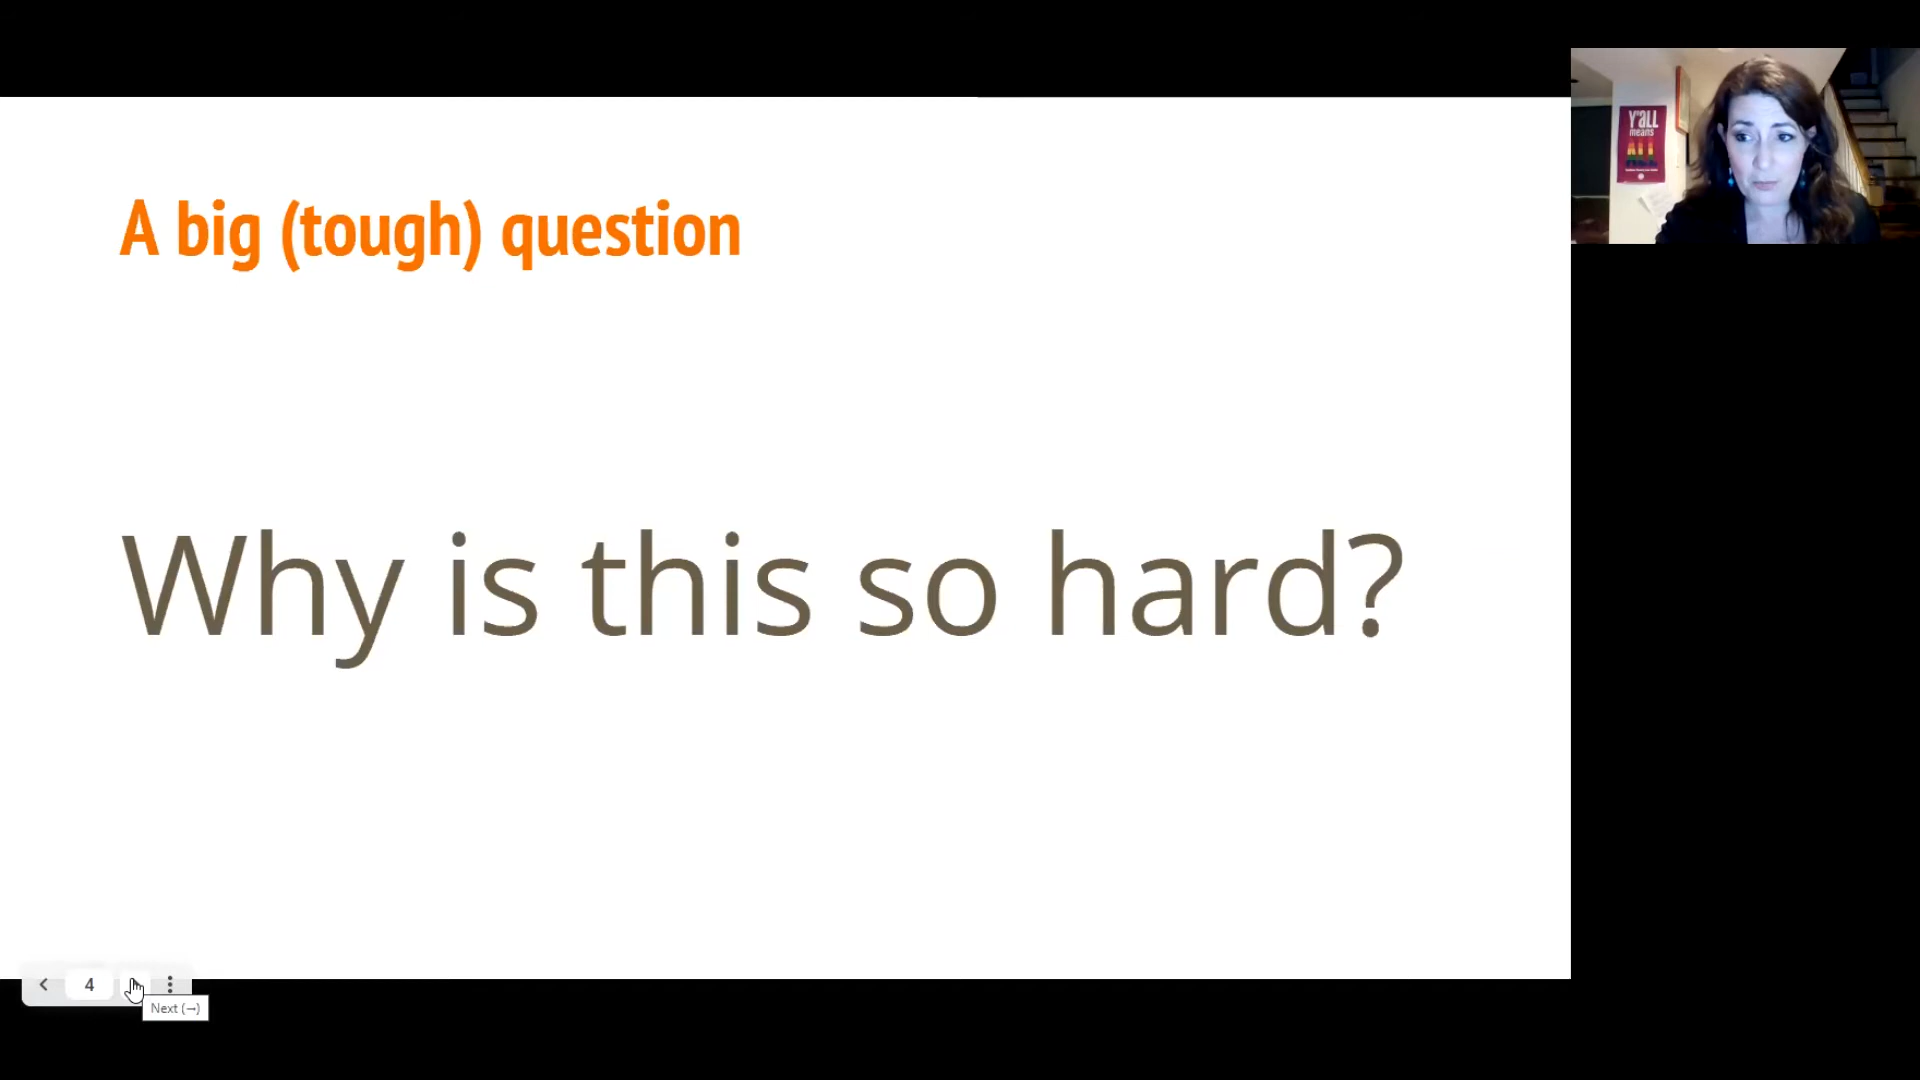 A big (tough) question
Why is this so hard?
Y'ALL
means
ALL
4
Next (→)